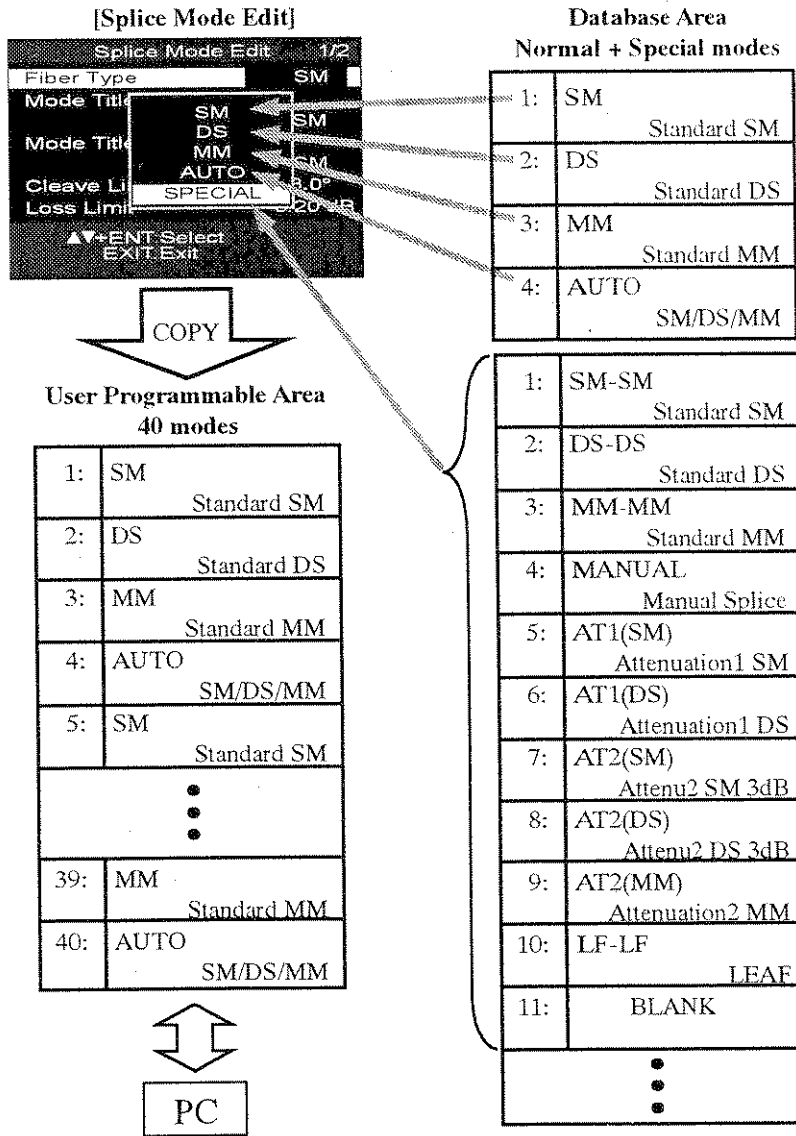 [Splice Mode Edit]
Splice Mode Edit 1/2
Fiber Type SM
Mode Title
SM
Mode Title
SM
Cleave Li
Loss Limit
SM
DS
MM
AUTO
SPECIAL
▲▼+ENT Select
EXIT Exit
COPY
User Programmable Area
40 modes
1: SM
Standard SM
2: DS
Standard DS
3: MM
Standard MM
4: AUTO
SM/DS/MM
5: SM
Standard SM
39: MM
Standard MM
40: AUTO
SM/DS/MM
PC
Database Area
Normal + Special modes
1: SM
Standard SM
2: DS
Standard DS
3: MM
Standard MM
4: AUTO
SM/DS/MM
1: SM-SM
Standard SM
2: DS-DS
Standard DS
3: MM-MM
Standard MM
4: MANUAL
Manual Splice
5: AT1(SM)
Attenuation1 SM
6: AT1(DS)
Attenuation1 DS
7: AT2(SM)
Attenu2 SM 3dB
8: AT2(DS)
Attenu2 DS 3dB
9: AT2(MM)
Attenuation2 MM
10: LF-LF
LEAF
11: BLANK